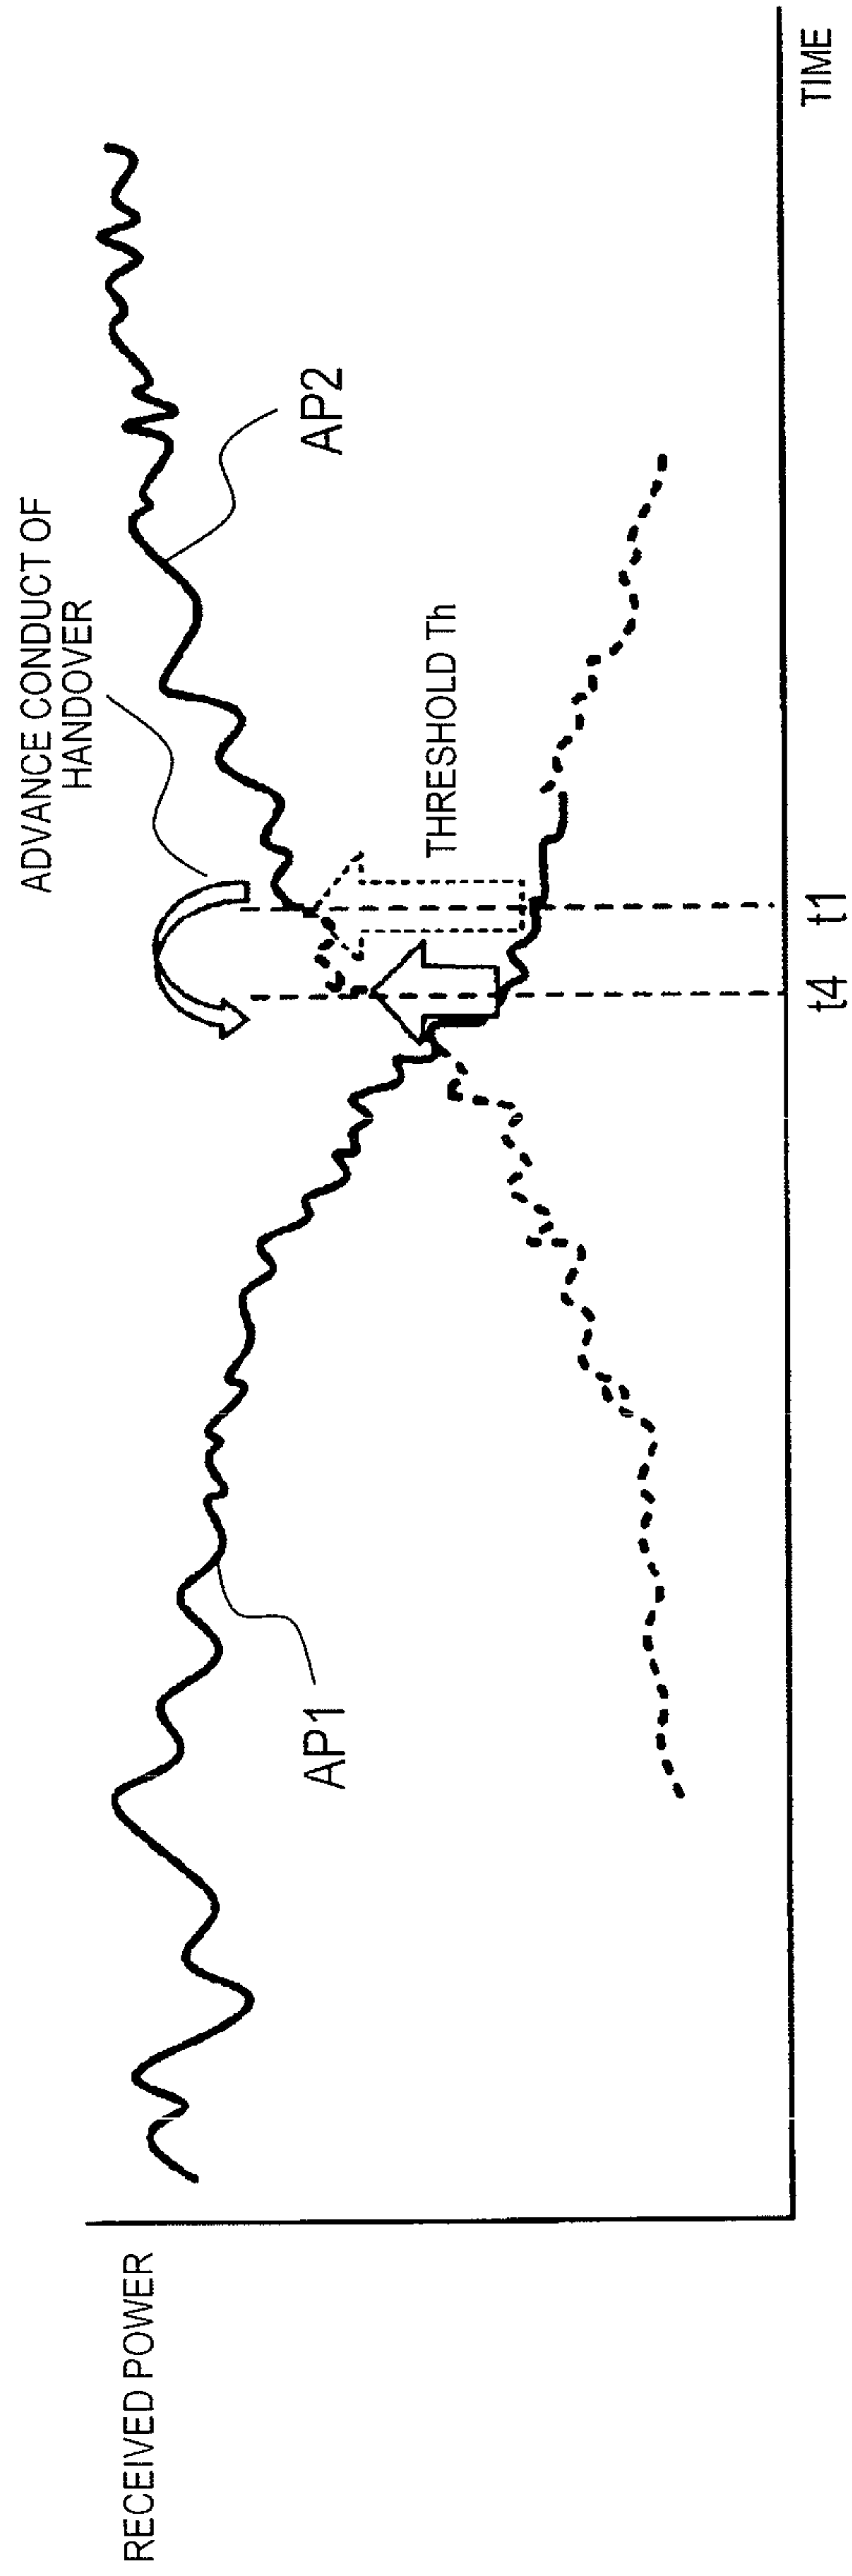 RECEIVED POWER
ADVANCE CONDUCT OF
HANDOVER
AP1
AP2
THRESHOLD Th
t4
t1
TIME